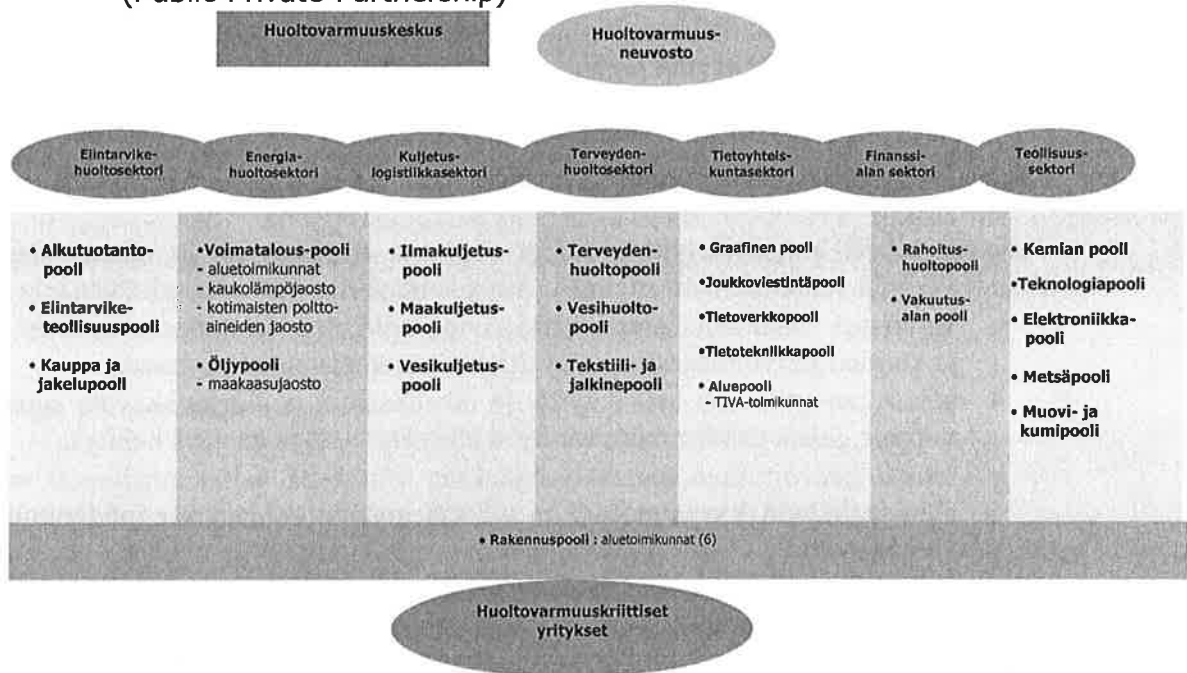 (Public Private Partnership)
Huoltovarmuuskeskus
Huoltovarmuus-
neuvosto
Elintarvike-
huoltosektori
Energia-
huoltosektori
Kuljetus-
logistiikkasektori
Terveyden-
huoltosektori
Tietoyhteis-
kuntasektori
Finanssi-
alan sektori
Teollisuus-
sektori
• Alkutuotanto-
pooli
• Elintarvike-
teollisuuspooli
• Kauppa ja
jakelupooli
•Voimatalous-pooli
- aluetoimikunnat
- kaukolämpöjaosto
- kotimaisten poltto-
aineiden jaosto
• Öljypooli
- maakaasujaosto
• Ilmakuljetus-
pooli
• Maakuljetus-
pooli
• Vesikuljetus-
pooli
• Terveyden-
huoltopooli
• Vesihuolto-
pooli
• Tekstiili- ja
jalkinepooli
• Graafinen pooli
•Joukkoviestintäpooli
•Tietoverkkopooli
•Tietotekniikkapooli
• Aluepooli
- TIVA-toimikunnat
• Rahoitus-
huoltopooli
• Vakuutus-
alan pooli
• Kemian pooli
•Teknologiapooli
• Elektroniikka-
pooli
• Metsäpooli
• Muovi- ja
kumipooli
• Rakennuspooli : aluetoimikunnat (6)
Huoltovarmuuskriittiset
yritykset